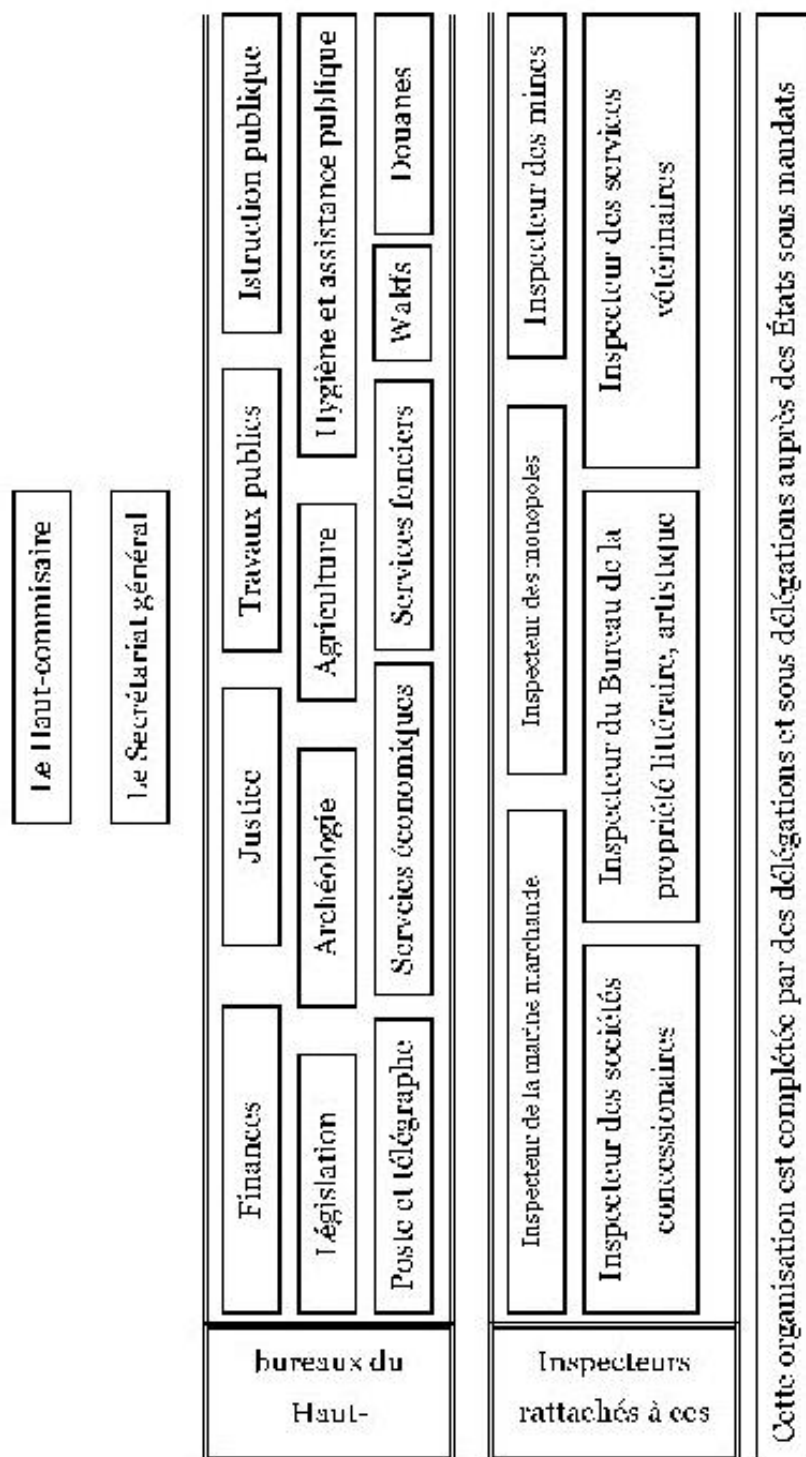 Le Haut-commisaire
Le Secrétariat général
bureaux du
Haut-
Finances
Justice
Travaux publics
Istruction publique
Législation
Archéologie
Agriculture
Hygiène et assistance publique
Poste et télégraphe
Servcies économiques
Services fonciers
Wakfs
Douanes
Inspecteurs
rattachés à ces
Inspecteur de la marine marchande
Inspecteur des monopoles
Inspecteur des mines
Inspecteur des sociétés
concessionaires
Inspecteur du Bureau de la
propriété littéraire, artistique
Inspecteur des services
vétérinaires
Cette organisation est complétée par des délégations et sous délégations auprès des États sous mandats